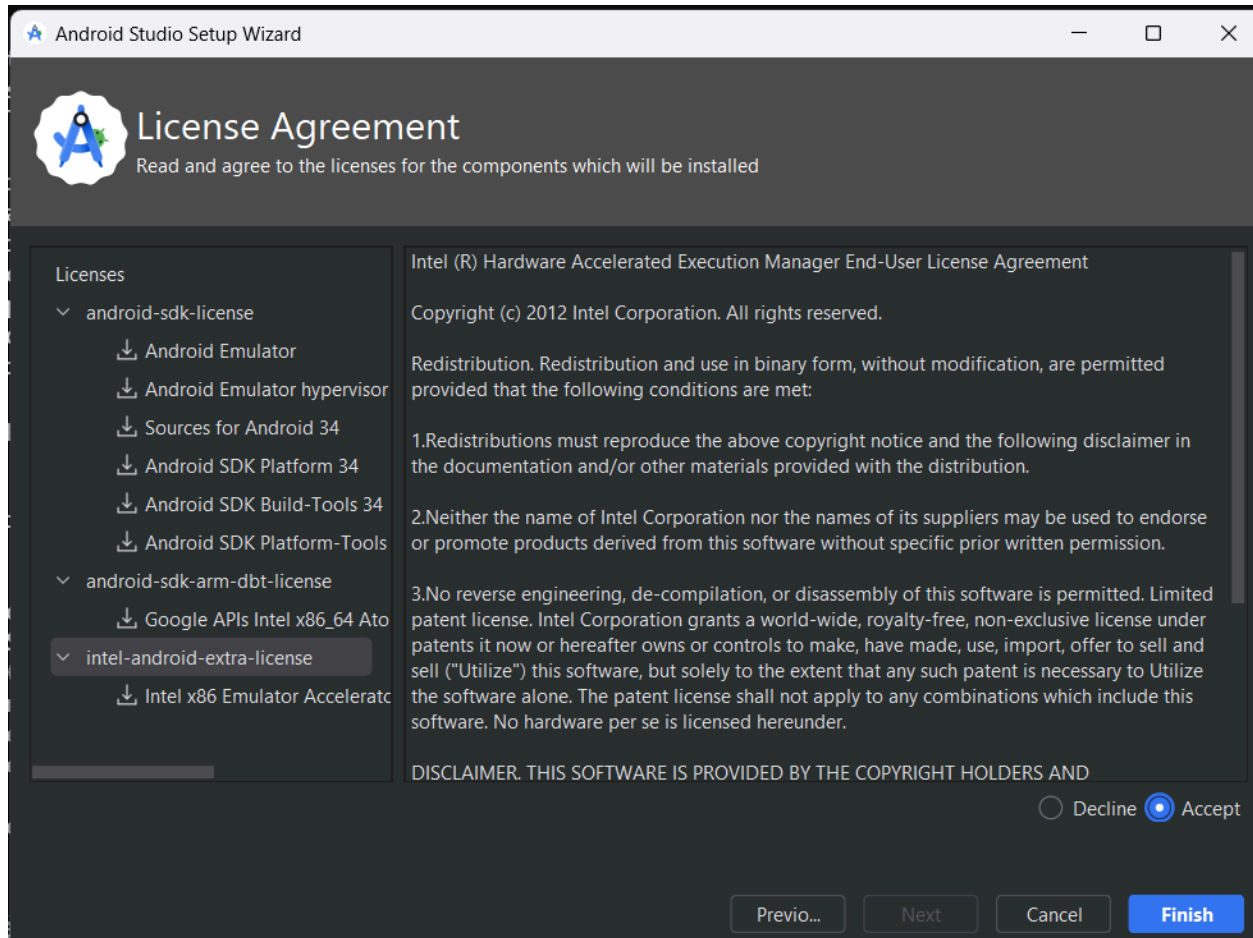 Android Studio Setup Wizard
License Agreement
Read and agree to the licenses for the components which will be installed
Licenses
android-sdk-license
Android Emulator
Android Emulator hypervisor
Sources for Android 34
Android SDK Platform 34
Android SDK Build-Tools 34
Android SDK Platform-Tools
android-sdk-arm-dbt-license
Google APIs Intel x86_64 Ato
intel-android-extra-license
Intel x86 Emulator Acceleratc
Intel (R) Hardware Accelerated Execution Manager End-User License Agreement
Copyright (c) 2012 Intel Corporation. All rights reserved.
Redistribution. Redistribution and use in binary form, without modification, are permitted
provided that the following conditions are met:
1.Redistributions must reproduce the above copyright notice and the following disclaimer in
the documentation and/or other materials provided with the distribution.
2.Neither the name of Intel Corporation nor the names of its suppliers may be used to endorse
or promote products derived from this software without specific prior written permission.
3.No reverse engineering, de-compilation, or disassembly of this software is permitted. Limited
patent license. Intel Corporation grants a world-wide, royalty-free, non-exclusive license under
patents it now or hereafter owns or controls to make, have made, use, import, offer to sell and
sell ("Utilize") this software, but solely to the extent that any such patent is necessary to Utilize
the software alone. The patent license shall not apply to any combinations which include this
software. No hardware per se is licensed hereunder.
DISCLAIMER. THIS SOFTWARE IS PROVIDED BY THE COPYRIGHT HOLDERS AND
Decline Accept
Previo... Next Cancel Finish